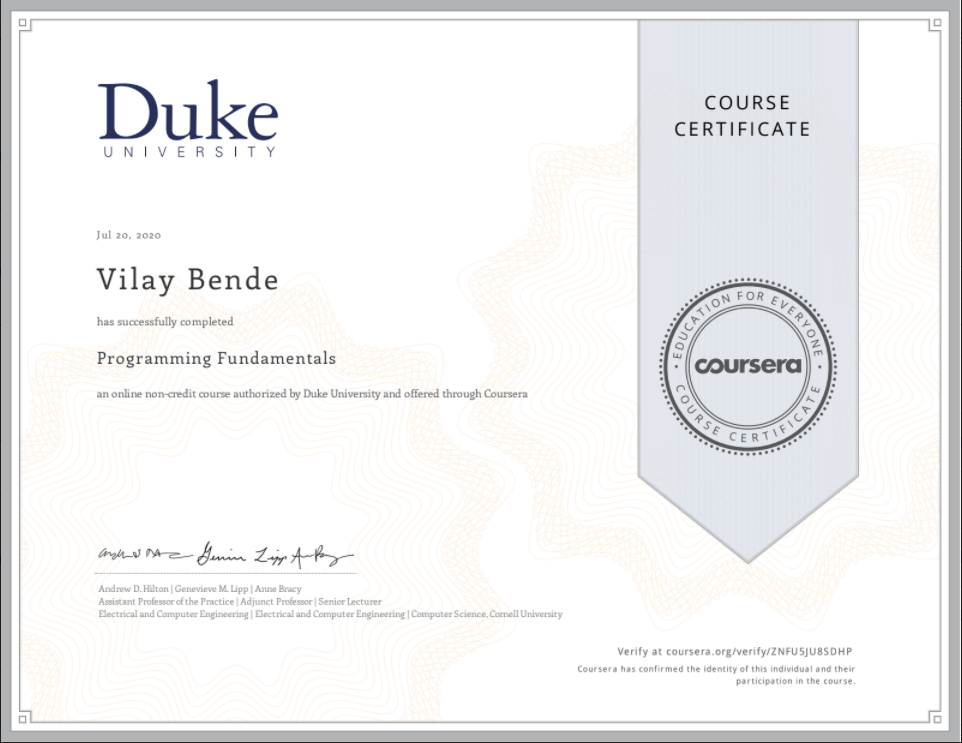 Duke
UNIVERSITY
COURSE
CERTIFICATE
Jul 20, 2020
Vilay Bende
has successfully completed
Programming Fundamentals
an online non-credit course authorized by Duke University and offered through Coursera
EDUCATION FOR EVERYONE
coursera
COURSE CERTIFICATE
Andrew D. Hilton | Genevieve M. Lipp | Anne Bracy
Assistant Professor of the Practice | Adjunct Professor | Senior Lecturer
Electrical and Computer Engineering | Electrical and Computer Engineering | Computer Science, Cornell University
Verify at coursera.org/verify/ZNFU5JU8SDHP
Coursera has confirmed the identity of this individual and their
participation in the course.